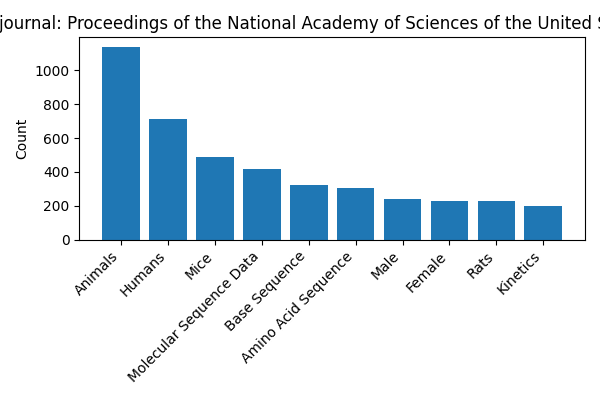 journal: Proceedings of the National Academy of Sciences of the United
Count
1000
800
600
400
200
0
Animals
Humans
Mice
Molecular Sequence Data
Base Sequence
Amino Acid Sequence
Male
Female
Rats
Kinetics